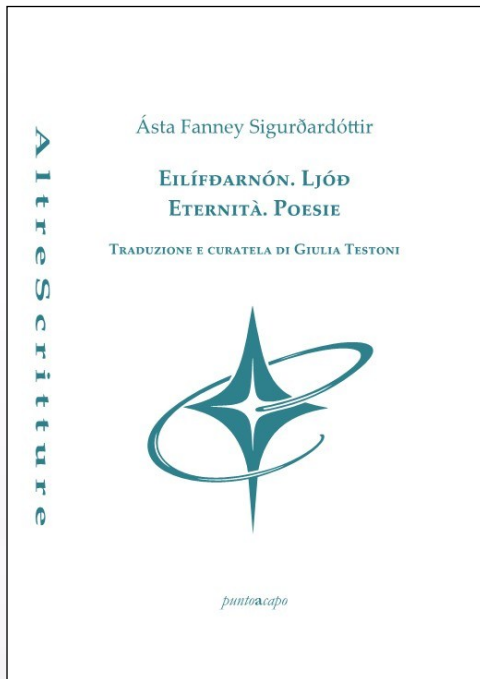 Ásta Fanney Sigurðardóttir
Eilífðarnón. Ljóð
Eternità. Poesie
Traduzione e curatela di Giulia Testoni
AltreScritture
puntoacapo